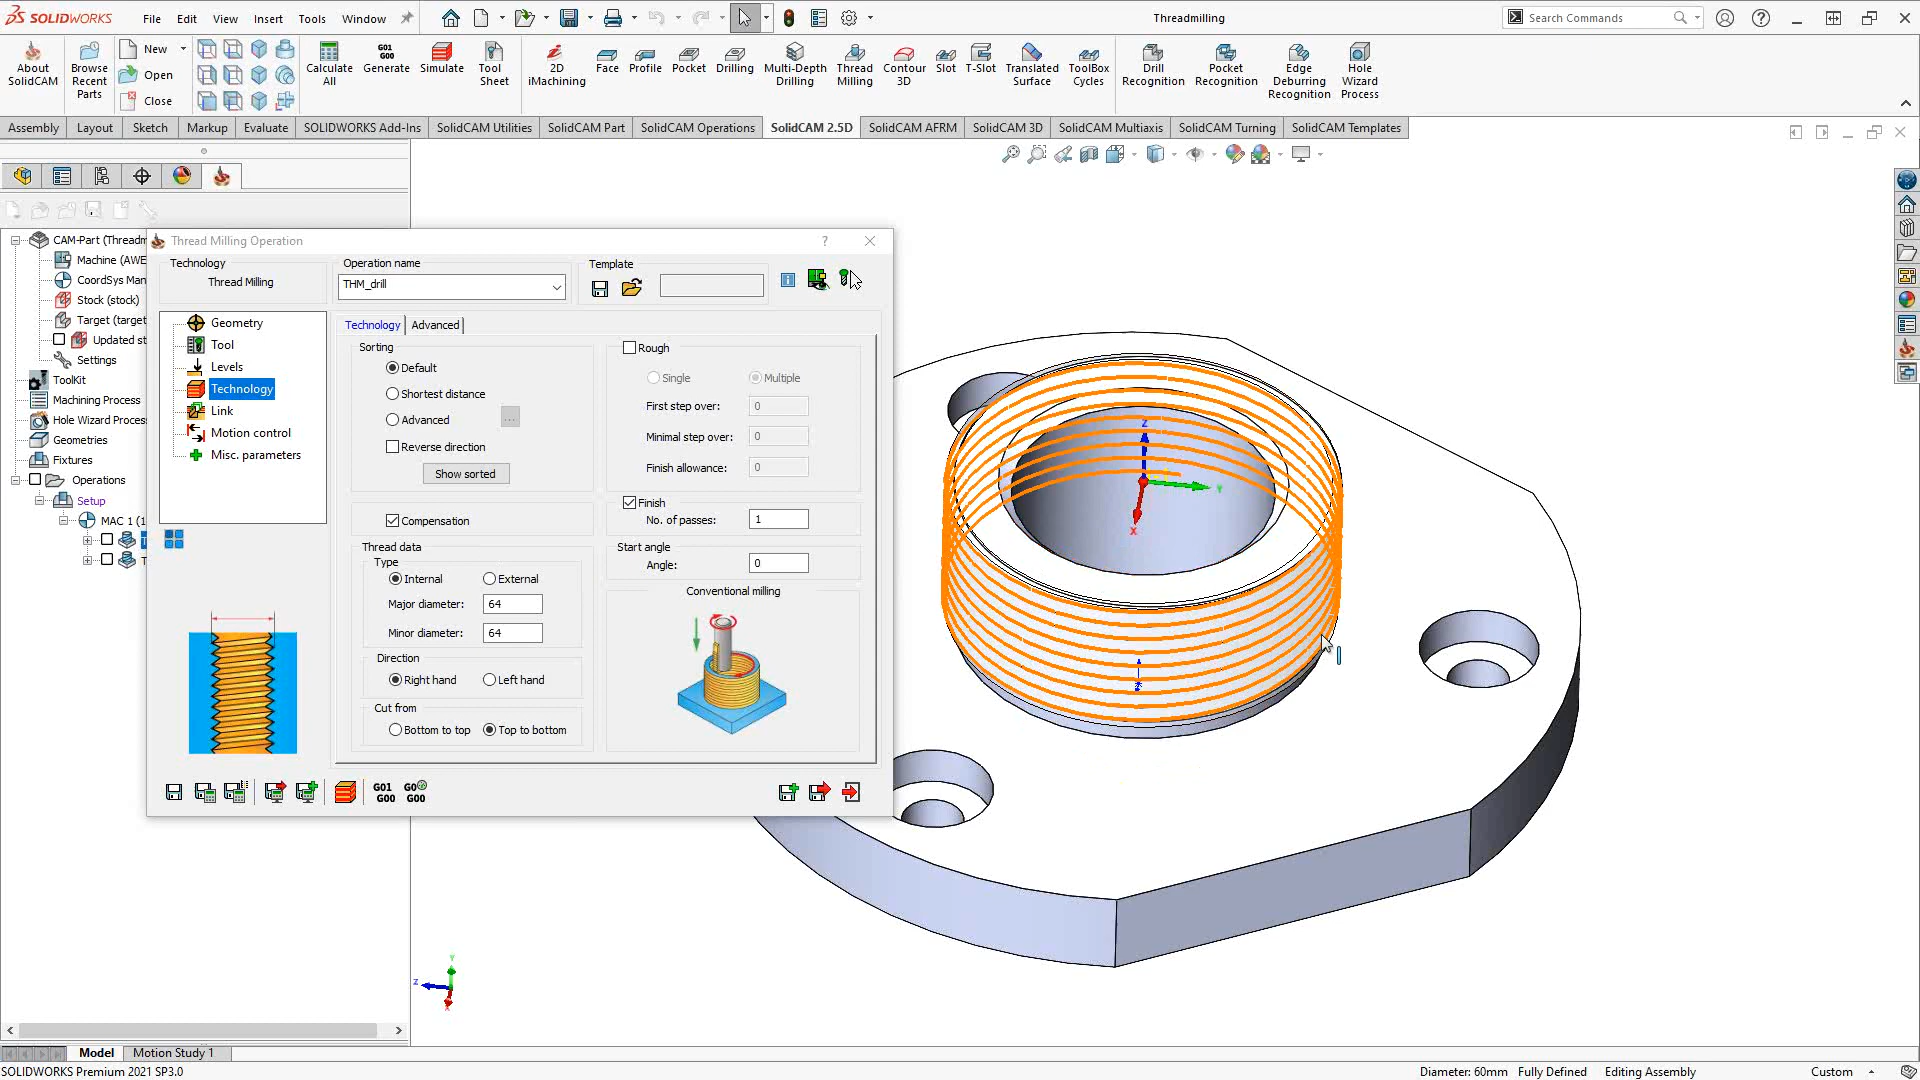 SOLIDWORKS
File Edit View Insert Tools Window
Threadmilling
Search Commands
About SolidCAM
Browse Recent Parts
New
Open
Close
Calculate All
G01 G00 Generate
Simulate
Tool Sheet
2D iMachining
Face
Profile
Pocket
Drilling
Multi-Depth Drilling
Thread Milling
Contour 3D
Slot
T-Slot
Translated Surface
ToolBox Cycles
Drill Recognition
Pocket Recognition
Edge Deburring Recognition
Hole Wizard Process
Assembly Layout Sketch Markup Evaluate SOLIDWORKS Add-Ins SolidCAM Utilities SolidCAM Part SolidCAM Operations SolidCAM 2.5D SolidCAM AFRM SolidCAM 3D SolidCAM Multiaxis SolidCAM Turning SolidCAM Templates
CAM-Part (Threadm
Machine (AWE
CoordSys Man
Stock (stock)
Target (target
Updated st
Settings
ToolKit
Machining Process
Hole Wizard Proces
Geometries
Fixtures
Operations
Setup
MAC 1 (1
T
Thread Milling Operation
?
Technology
Thread Milling
Operation name
THM_drill
Template
Geometry
Tool
Levels
Technology
Link
Motion control
Misc. parameters
Technology Advanced
Sorting
Default
Shortest distance
Advanced
...
Reverse direction
Show sorted
Compensation
Thread data
Type
Internal External
Major diameter: 64
Minor diameter: 64
Direction
Right hand Left hand
Cut from
Bottom to top Top to bottom
Rough
Single Multiple
First step over: 0
Minimal step over: 0
Finish allowance: 0
Finish
No. of passes: 1
Start angle
Angle: 0
Conventional milling
G01 G00
G00
Z
Y
X
Y
Z
X
Model Motion Study 1
SOLIDWORKS Premium 2021 SP3.0
Diameter: 60mm Fully Defined Editing Assembly Custom